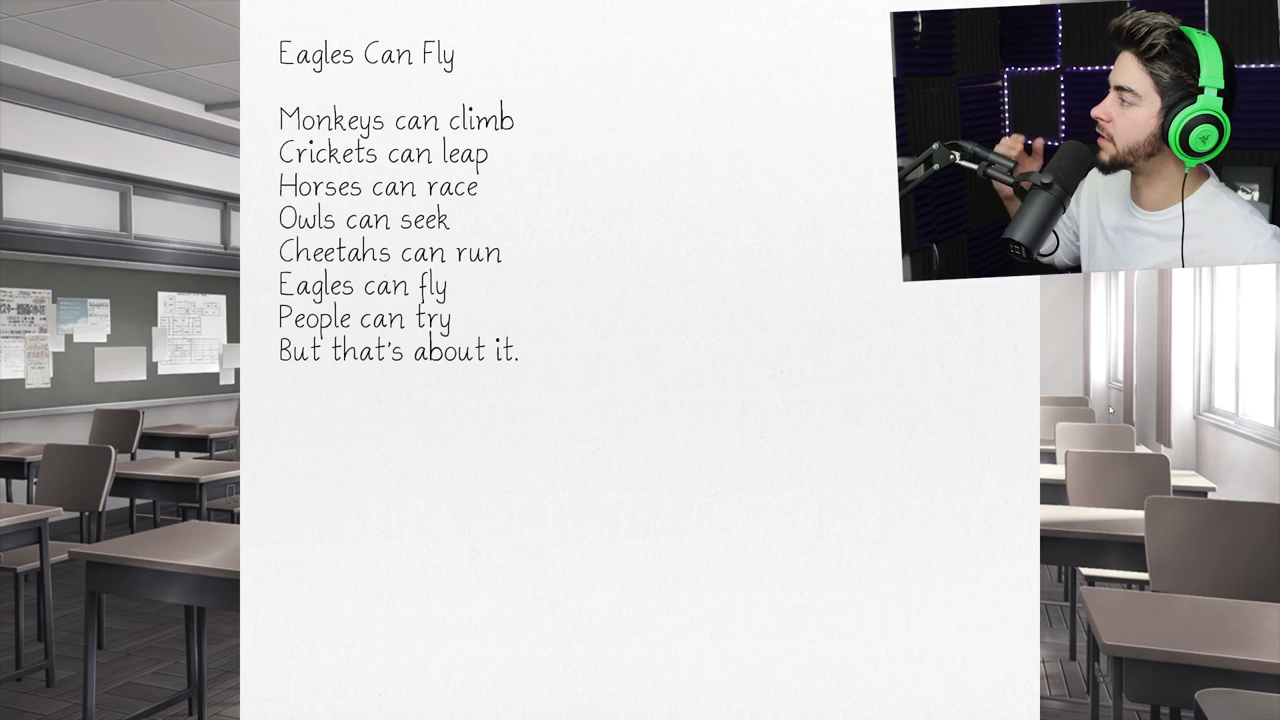 Eagles Can Fly
Monkeys can climb
Crickets can leap
Horses can race
Owls can seek
Cheetahs can run
Eagles can fly
People can try
But that's about it.